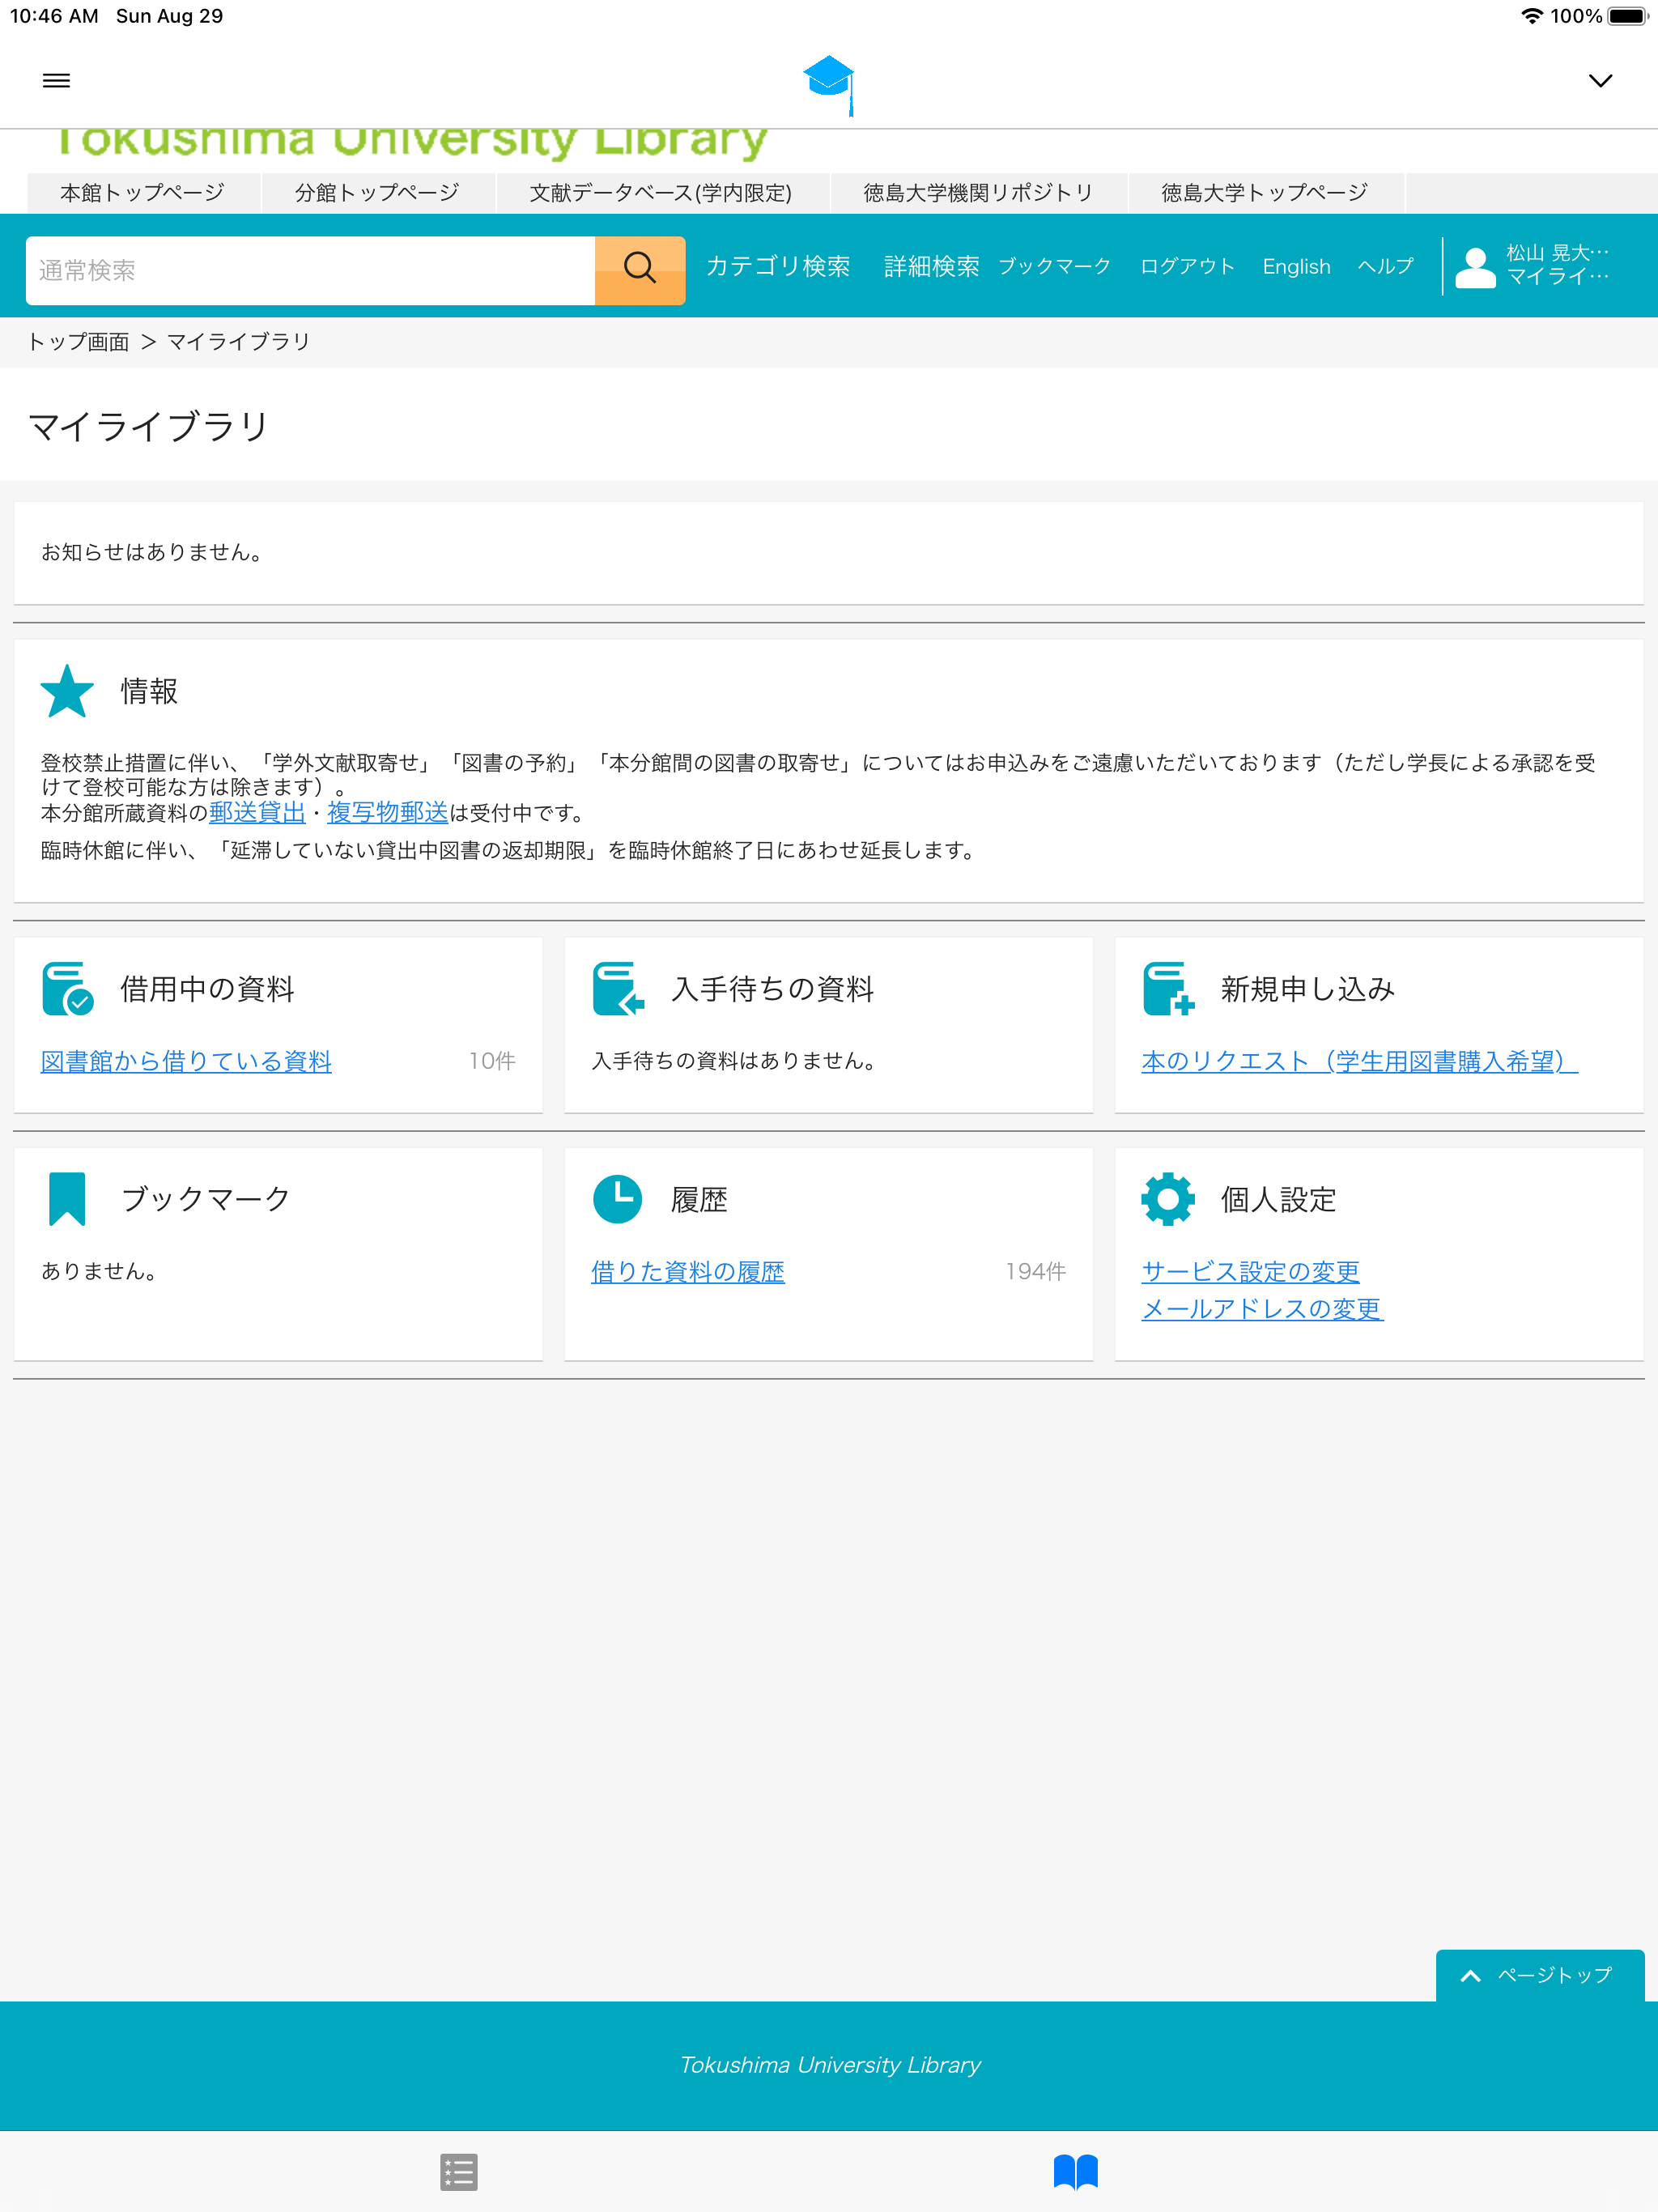 10:46 AM Sun Aug 29
100%
Tokushima University Library
本館トップページ
分館トップページ
文献データベース(学内限定)
徳島大学機関リポジトリ
徳島大学トップページ
通常検索
カテゴリ検索
詳細検索
ブックマーク
ログアウト
English
ヘルプ
松山 晃大…
マイライ…
トップ画面 ＞ マイライブラリ
マイライブラリ
お知らせはありません。
情報
登校禁止措置に伴い、「学外文献取寄せ」「図書の予約」「本分館間の図書の取寄せ」についてはお申込みをご遠慮いただいております（ただし学長による承認を受
けて登校可能な方は除きます）。
本分館所蔵資料の郵送貸出・複写物郵送は受付中です。
臨時休館に伴い、「延滞していない貸出中図書の返却期限」を臨時休館終了日にあわせ延長します。
借用中の資料
図書館から借りている資料 10件
入手待ちの資料
入手待ちの資料はありません。
新規申し込み
本のリクエスト（学生用図書購入希望）
ブックマーク
ありません。
履歴
借りた資料の履歴 194件
個人設定
サービス設定の変更
メールアドレスの変更
ページトップ
Tokushima University Library